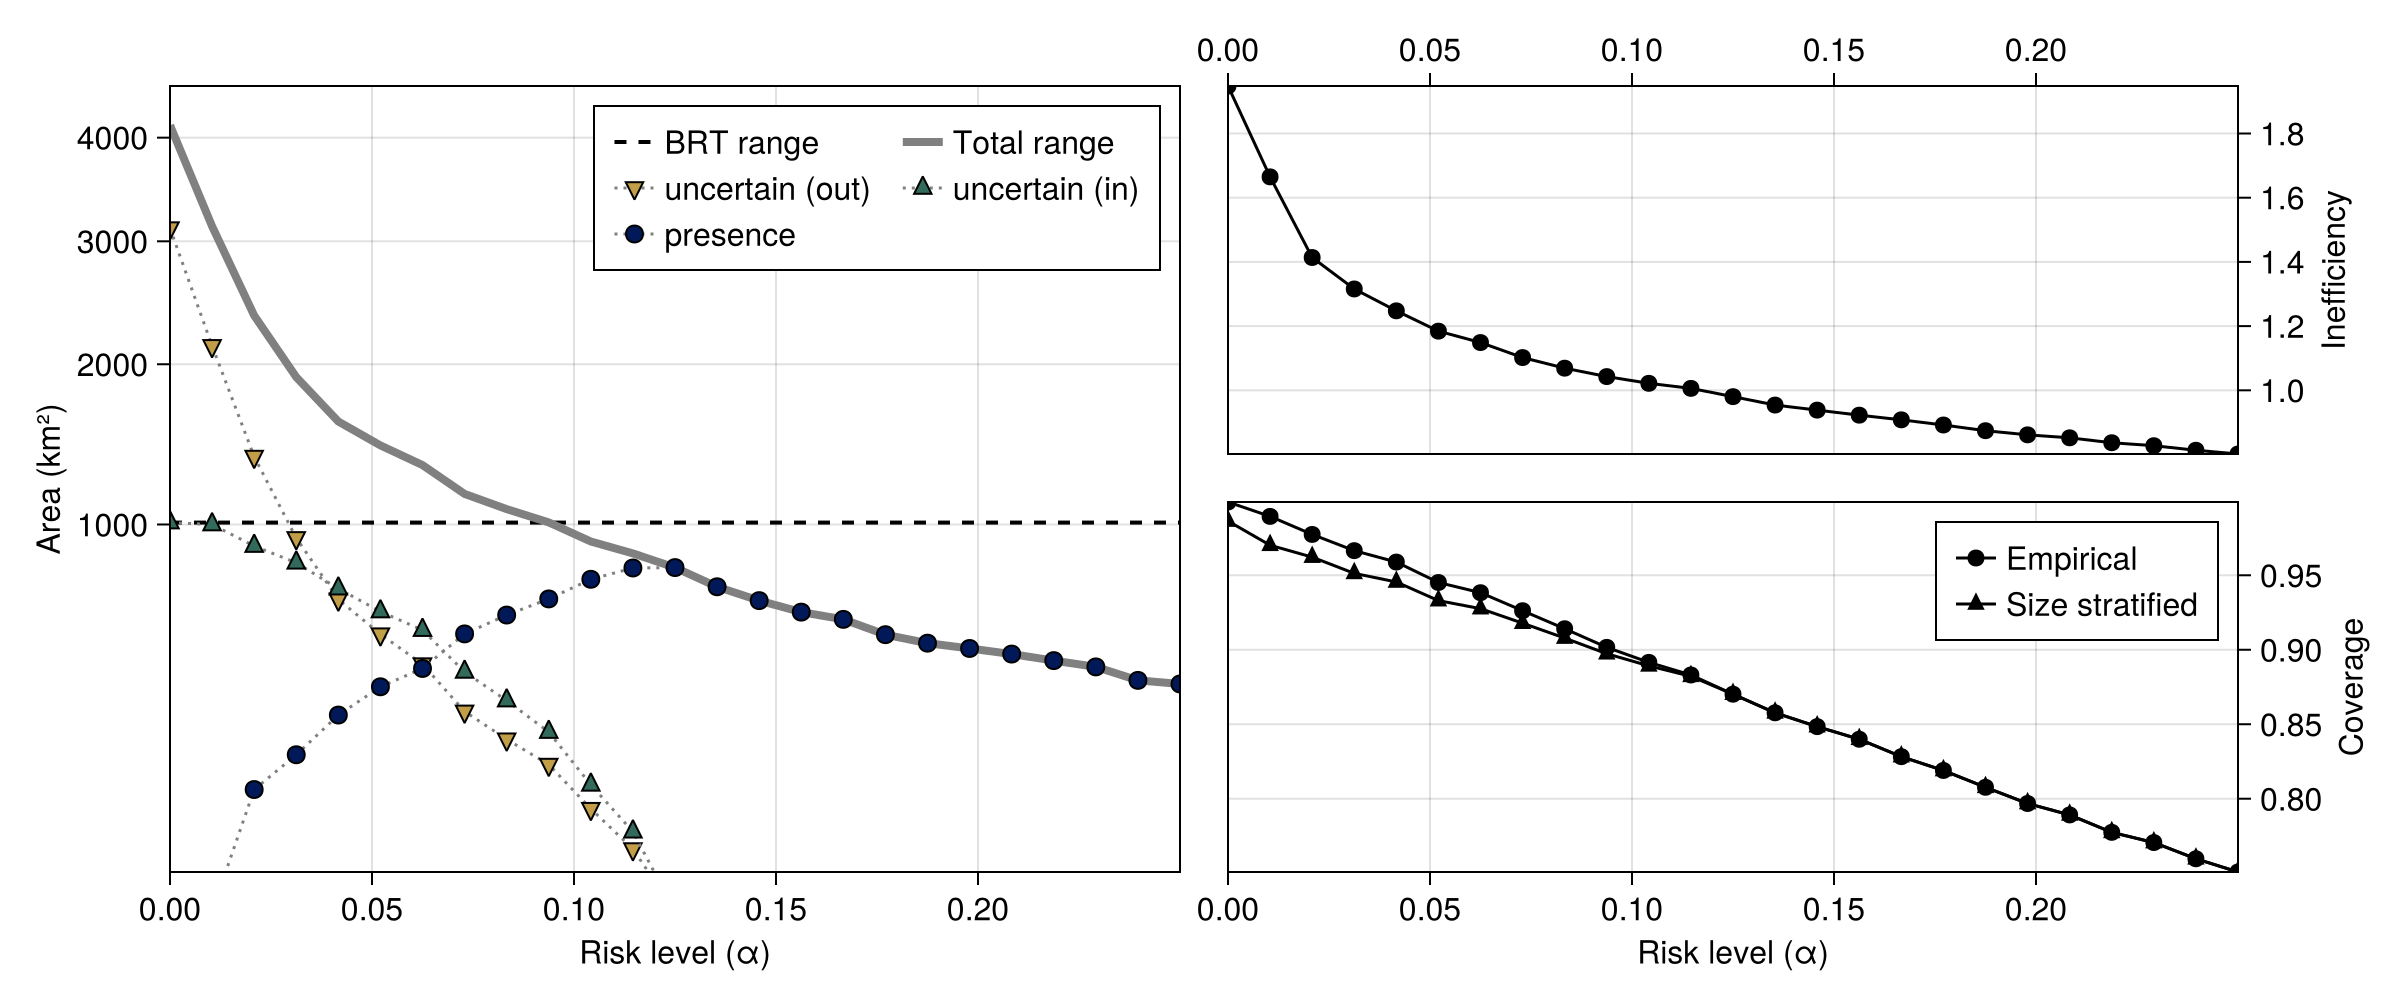 4000
3000
2000
1000
Area (km²)
BRT range
Total range
uncertain (out)
uncertain (in)
presence
0.00 0.05 0.10 0.15 0.20
Risk level (α)
0.00 0.05 0.10 0.15 0.20
1.8
1.6
1.4
1.2
1.0
Inefficiency
Empirical
Size stratified
0.95
0.90
0.85
0.80
Coverage
0.00 0.05 0.10 0.15 0.20
Risk level (α)